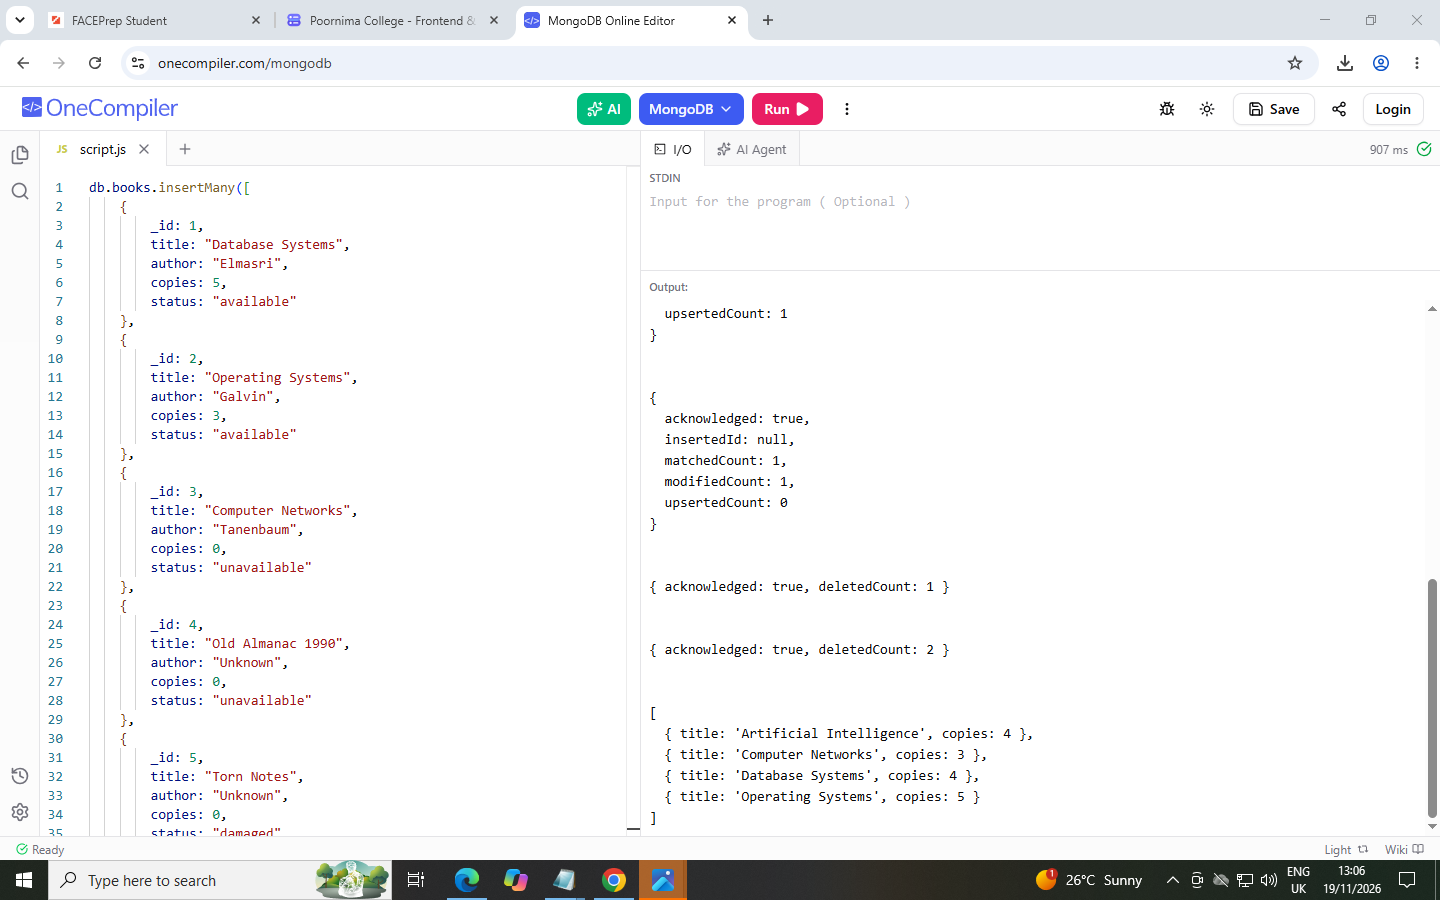 FACEPrep Student
Poornima College - Frontend &
MongoDB Online Editor
onecompiler.com/mongodb
OneCompiler
AI
MongoDB
Run
Save
Login
JS script.js
I/O
AI Agent
907 ms
1 db.books.insertMany([
2 {
3 _id: 1,
4 title: "Database Systems",
5 author: "Elmasri",
6 copies: 5,
7 status: "available"
8 },
9 {
10 _id: 2,
11 title: "Operating Systems",
12 author: "Galvin",
13 copies: 3,
14 status: "available"
15 },
16 {
17 _id: 3,
18 title: "Computer Networks",
19 author: "Tanenbaum",
20 copies: 0,
21 status: "unavailable"
22 },
23 {
24 _id: 4,
25 title: "Old Almanac 1990",
26 author: "Unknown",
27 copies: 0,
28 status: "unavailable"
29 },
30 {
31 _id: 5,
32 title: "Torn Notes",
33 author: "Unknown",
34 copies: 0,
35 status: "damaged"
STDIN
Input for the program ( Optional )
Output:
upsertedCount: 1
}
{
acknowledged: true,
insertedId: null,
matchedCount: 1,
modifiedCount: 1,
upsertedCount: 0
}
{ acknowledged: true, deletedCount: 1 }
{ acknowledged: true, deletedCount: 2 }
[
{ title: 'Artificial Intelligence', copies: 4 },
{ title: 'Computer Networks', copies: 3 },
{ title: 'Database Systems', copies: 4 },
{ title: 'Operating Systems', copies: 5 }
]
Ready
Light
Wiki
Type here to search
1
26°C Sunny
ENG
UK
13:06
19/11/2026